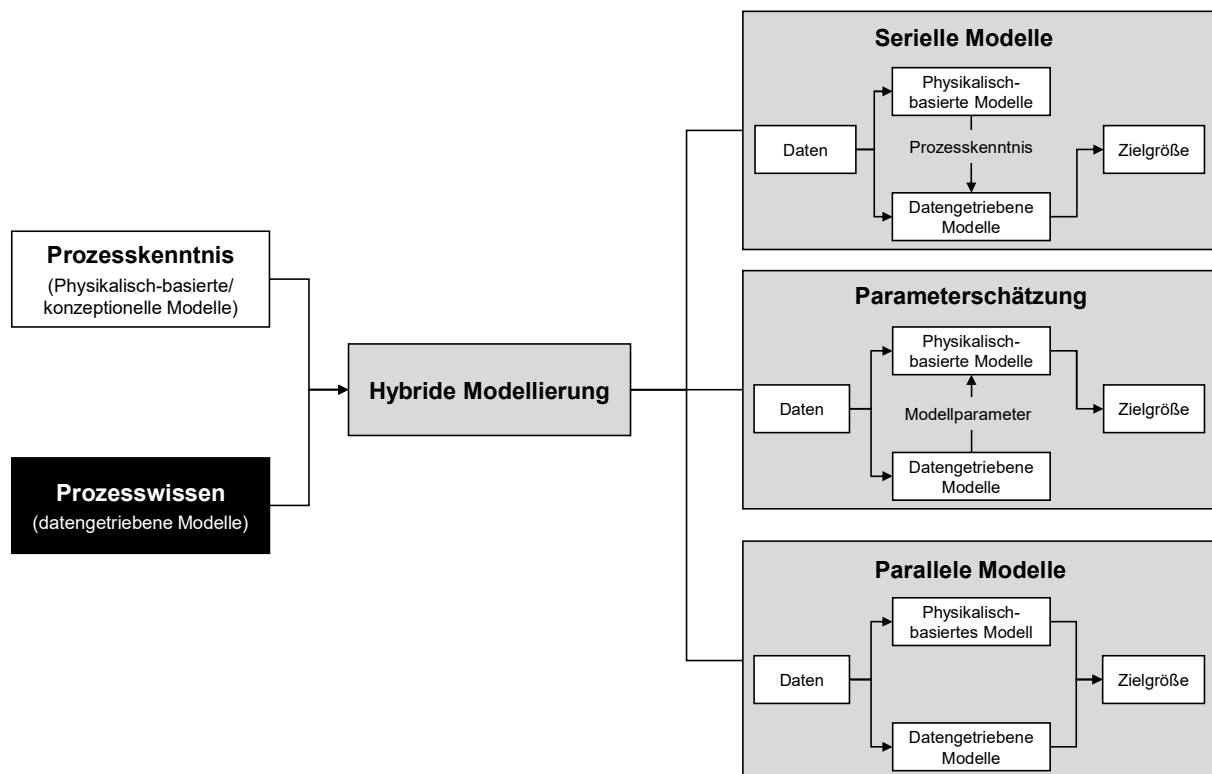 Prozesskenntnis
(Physikalisch-basierte/
konzeptionelle Modelle)
Prozesswissen
(datengetriebene Modelle)
Hybride Modellierung
Serielle Modelle
Physikalisch-
basierte Modelle
Daten
Prozesskenntnis
Zielgröße
Datengetriebene
Modelle
Parameterschätzung
Physikalisch-
basierte Modelle
Daten
Modellparameter
Zielgröße
Datengetriebene
Modelle
Parallele Modelle
Physikalisch-
basiertes Modell
Daten
Zielgröße
Datengetriebene
Modelle